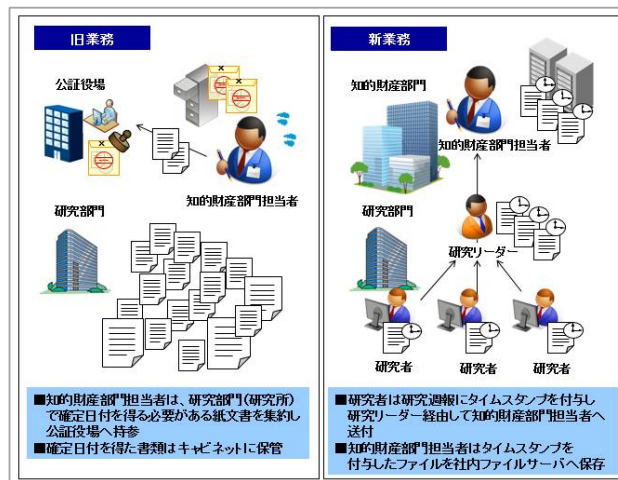 旧業務
公証役場
知的財産部門担当者
研究部門
■知的財産部門担当者は、研究部門(研究所)
で確定日付を得る必要がある紙文書を集約し
公証役場へ持参
■確定日付を得た書類はキャビネットに保管
新業務
知的財産部門
知的財産部門担当者
研究部門
研究リーダー
研究者
研究者
研究者
■研究者は研究週報にタイムスタンプを付与し
研究リーダー経由して知的財産部門担当者へ
送付
■知的財産部門担当者はタイムスタンプを
付与したファイルを社内ファイルサーバへ保存